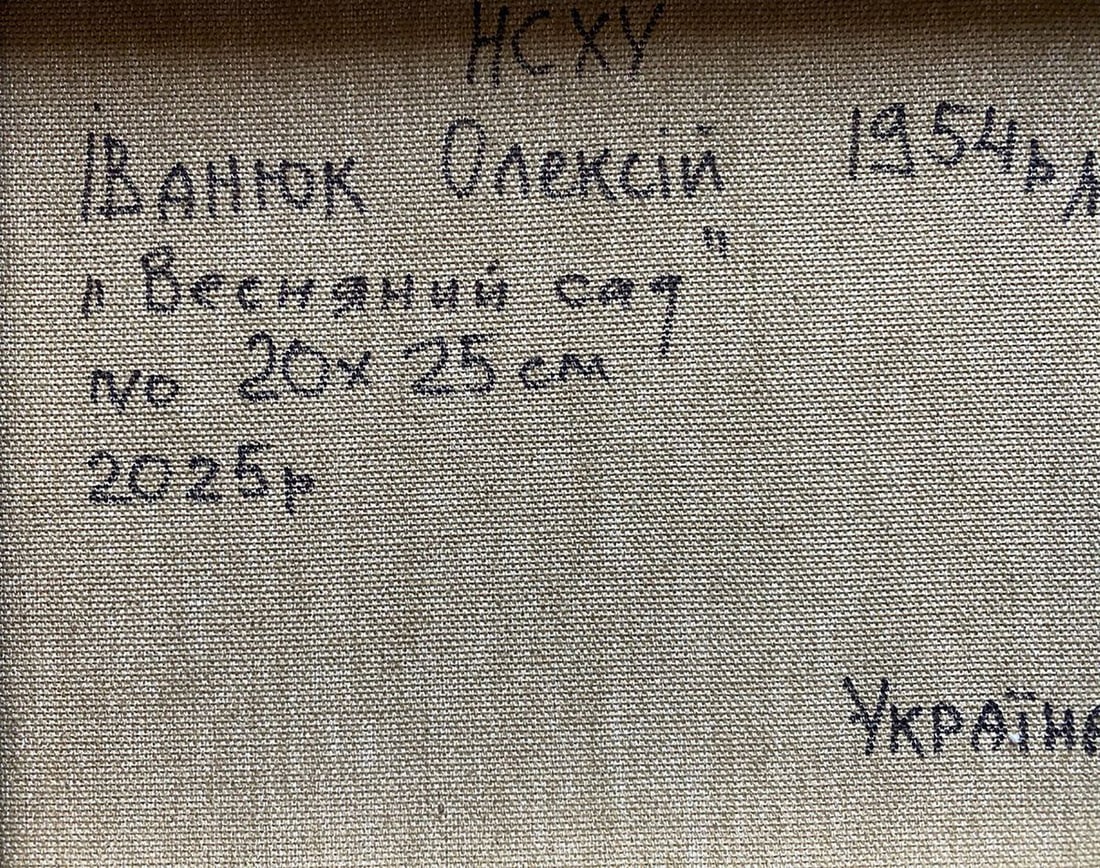 НСХУ
Іванюк Олексій 1954р
„Весняний сад"
по 20х25см
2025р
Україна